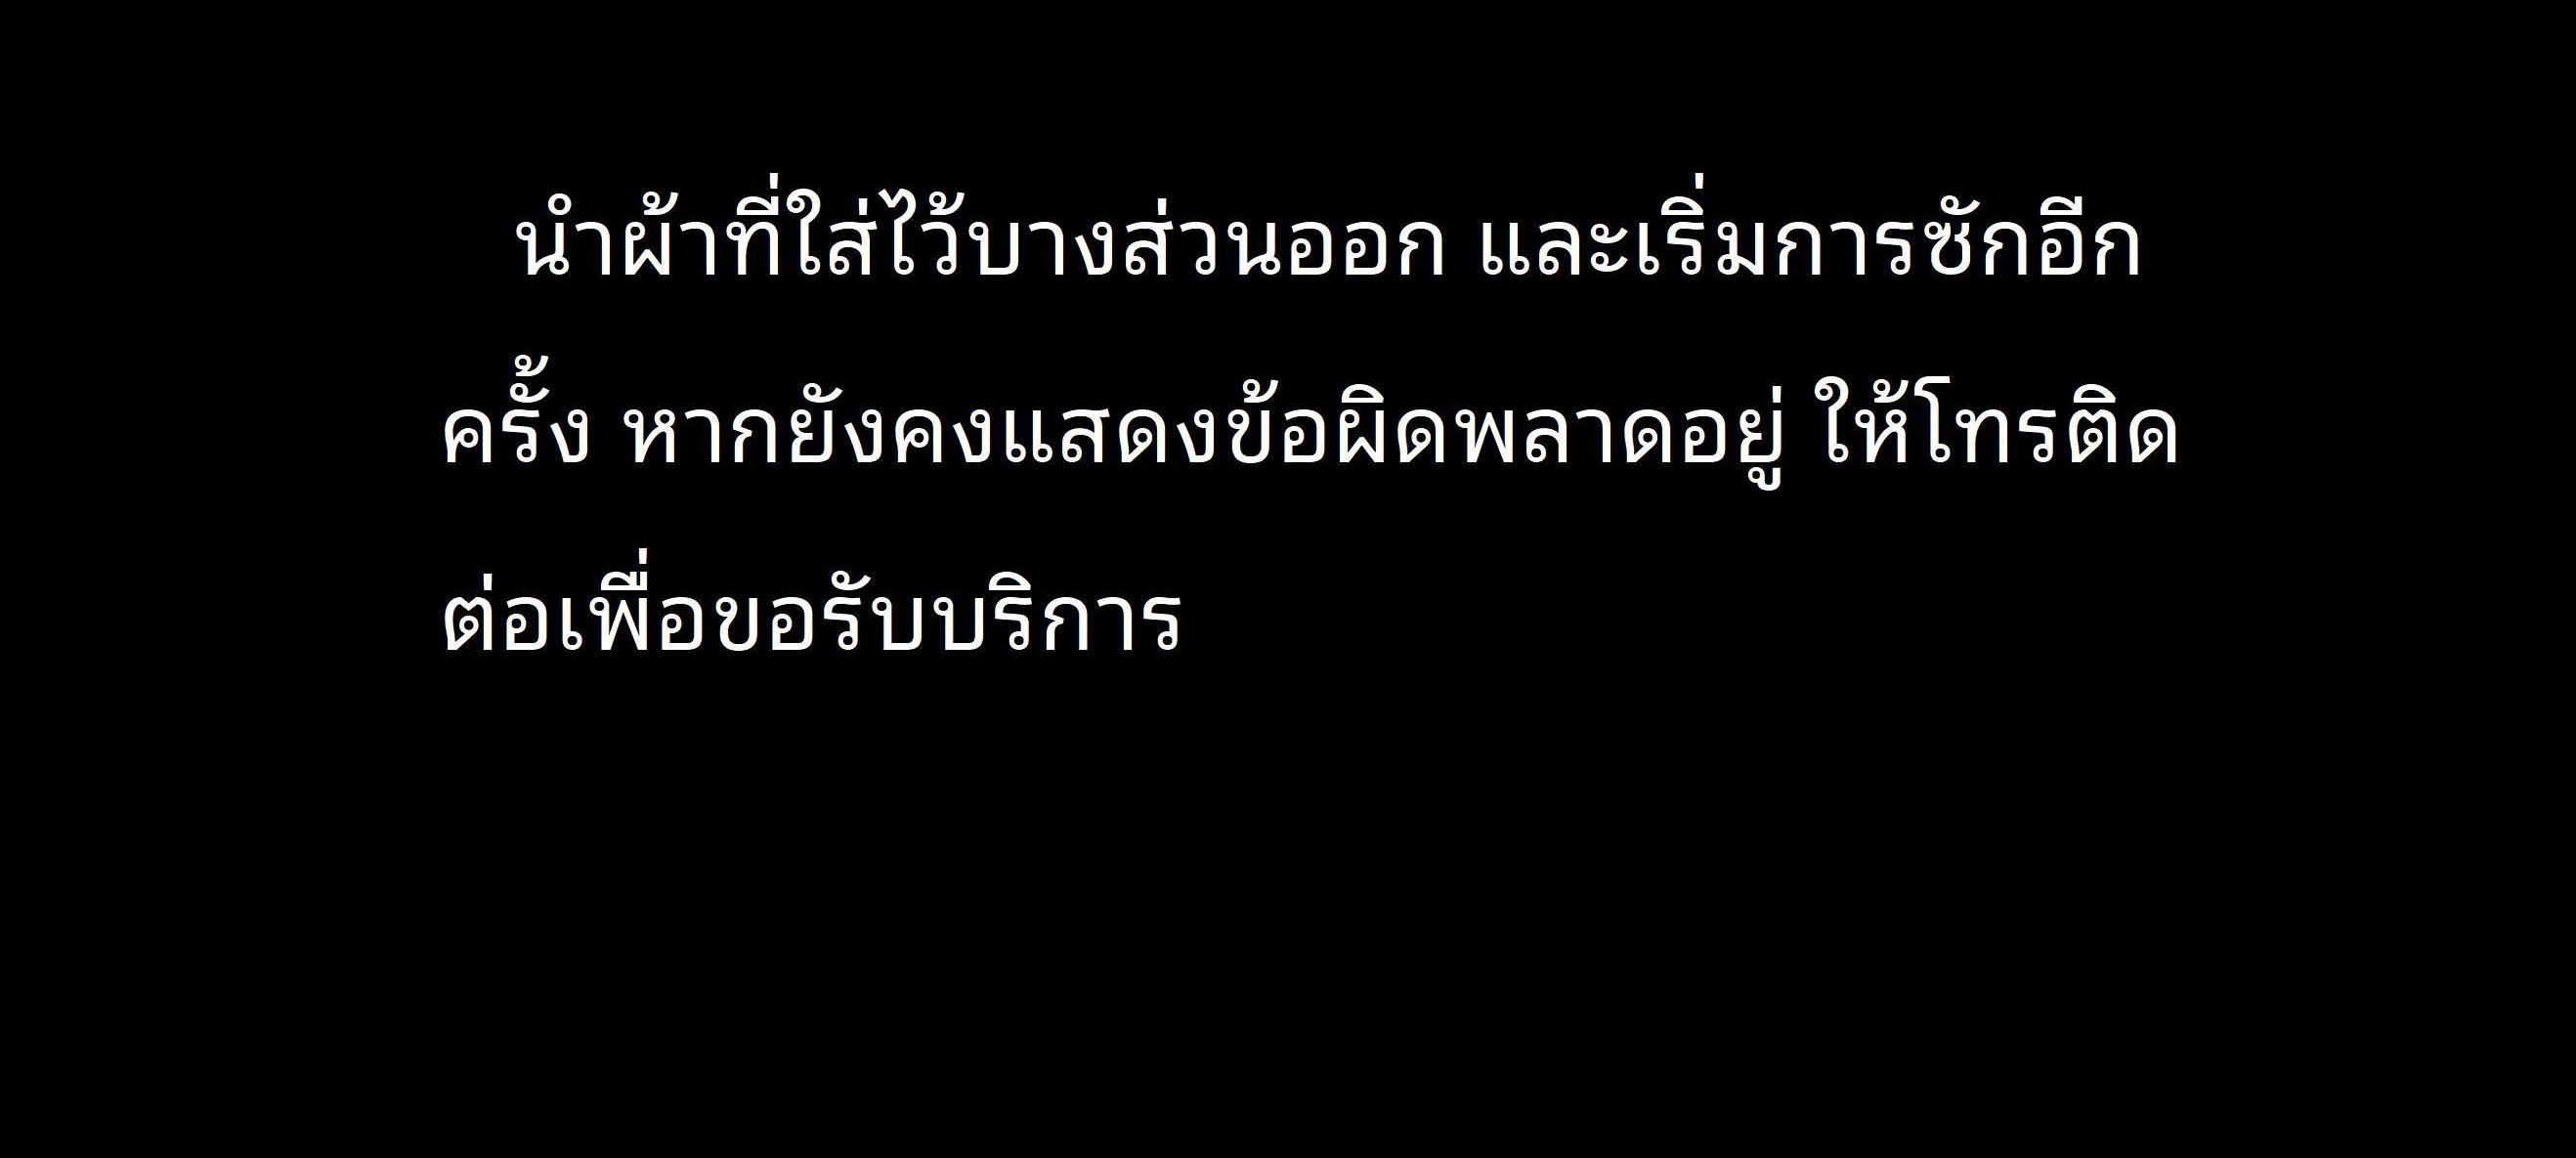 นำผ้าที่ใส่ไว้บางส่วนออก และเริ่มการซักอีก
ครั้ง หากยังคงแสดงข้อผิดพลาดอยู่ ให้โทรติด
ต่อเพื่อขอรับบริการ